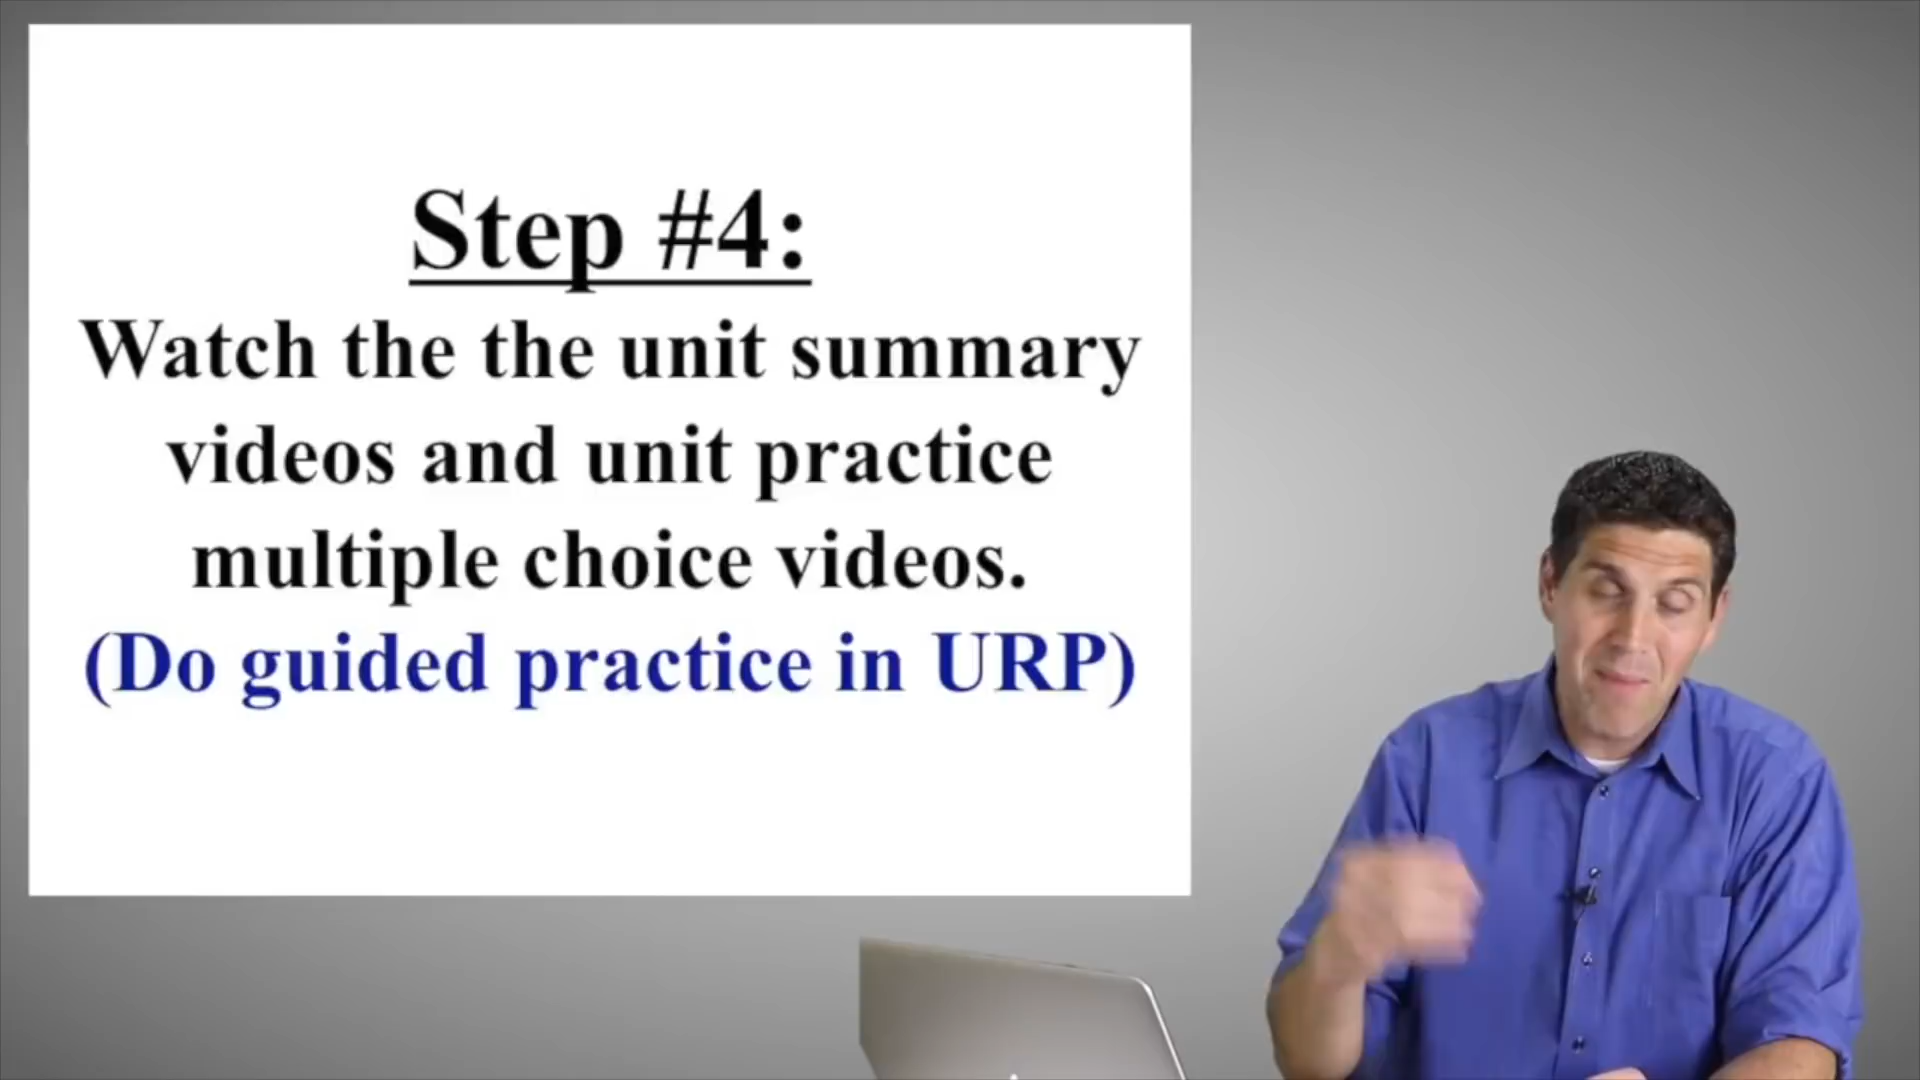 Step #4:
Watch the the unit summary
videos and unit practice
multiple choice videos.
(Do guided practice in URP)